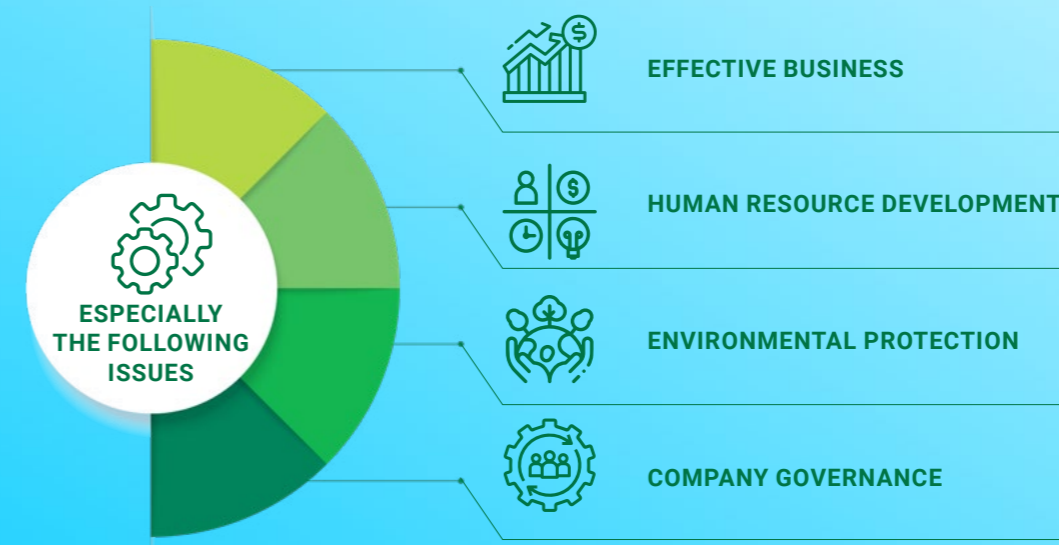 EFFECTIVE BUSINESS
HUMAN RESOURCE DEVELOPMENT
ESPECIALLY
THE FOLLOWING
ISSUES
ENVIRONMENTAL PROTECTION
COMPANY GOVERNANCE